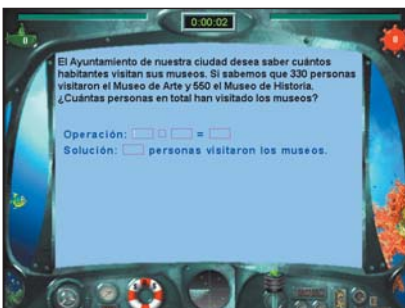 0:00:02
0
0
El Ayuntamiento de nuestra ciudad desea saber cuántos
habitantes visitan sus museos. Si sabemos que 330 personas
visitaron el Museo de Arte y 550 el Museo de Historia.
¿Cuántas personas en total han visitado los museos?
Operación: =
Solución: personas visitaron los museos.